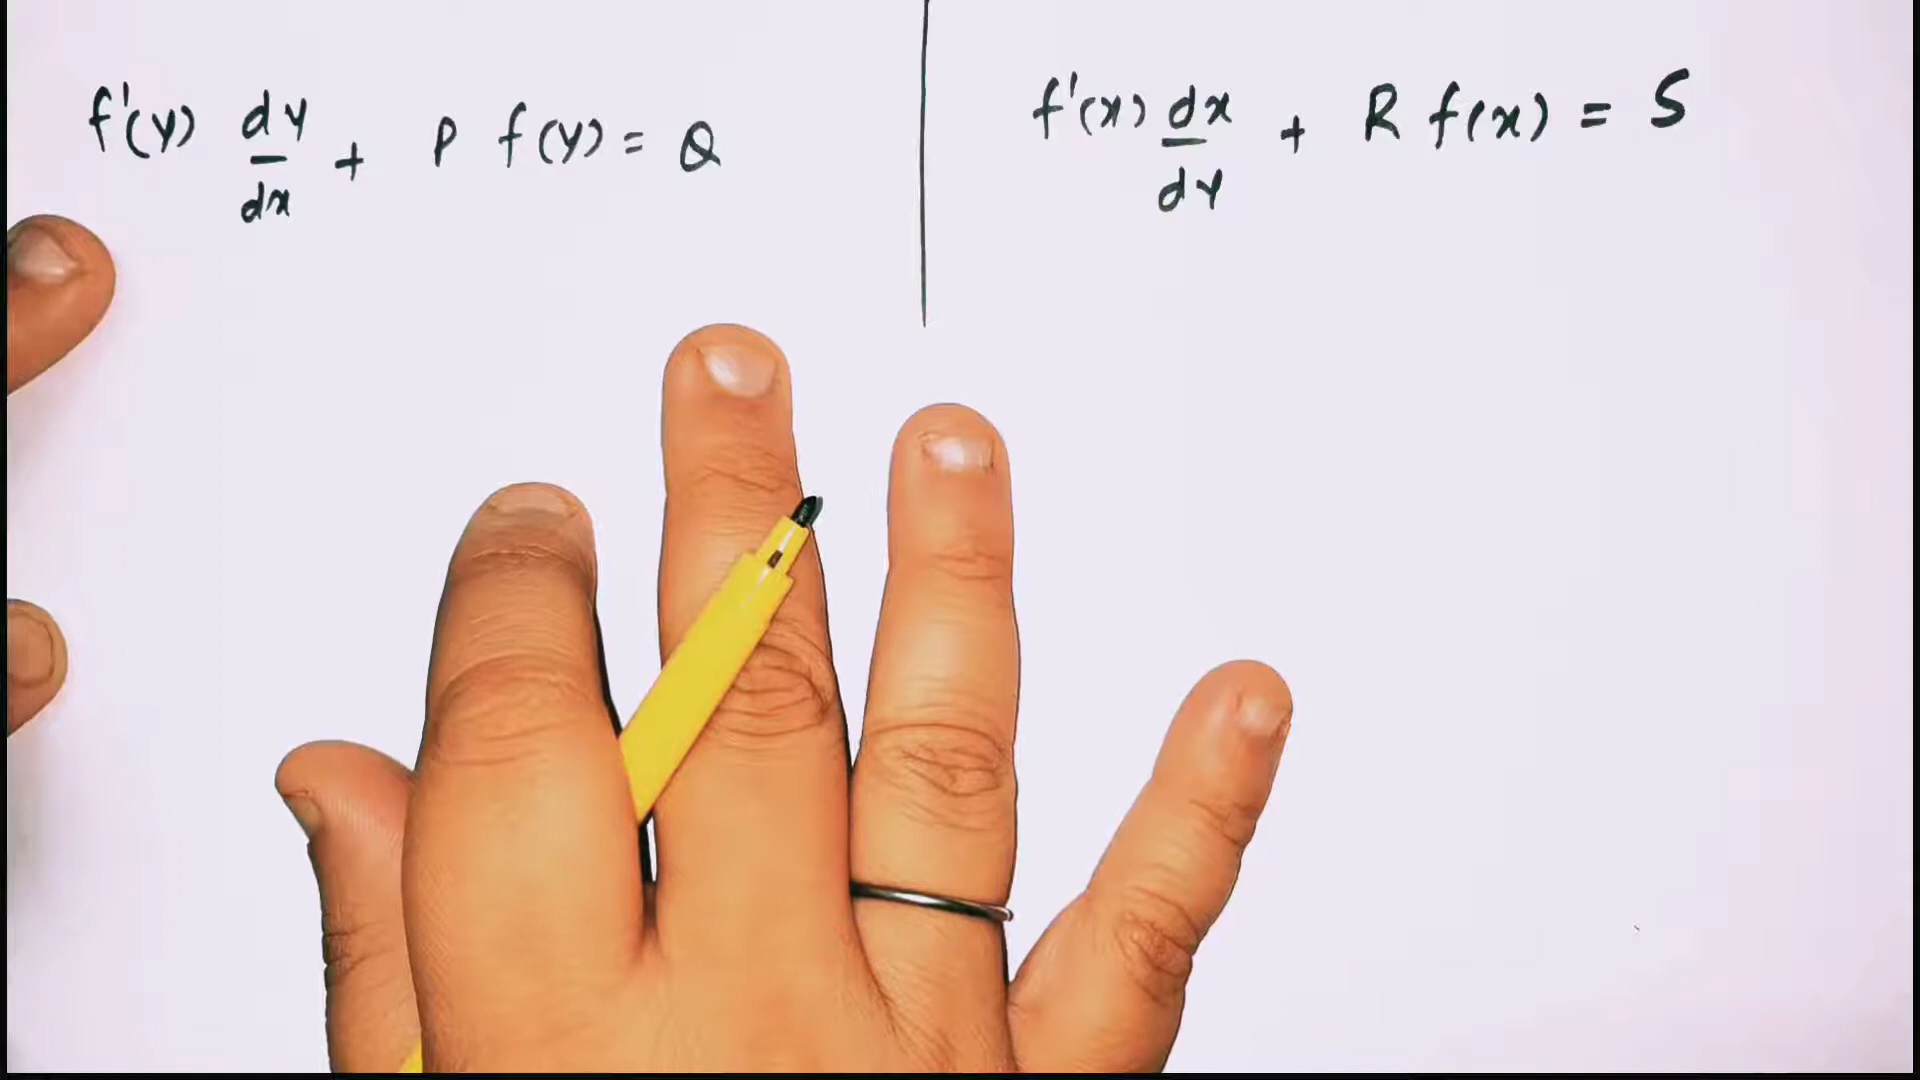 f'(y) dy/dx + P f(y) = Q
f'(x) dx/dy + R f(x) = S